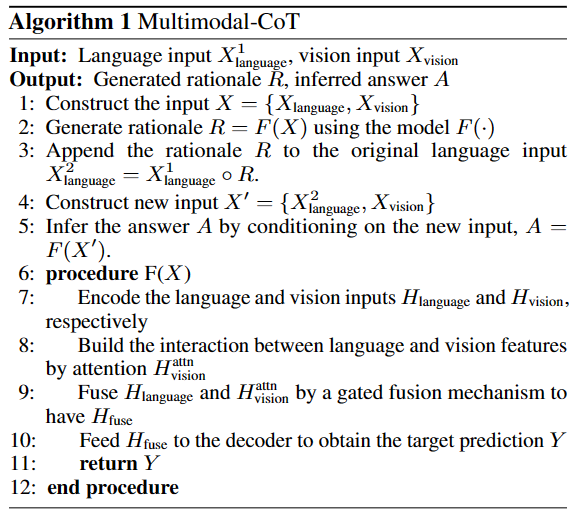 Algorithm 1 Multimodal-CoT
Input: Language input $X^1_{\text{language}}$, vision input $X_{\text{vision}}$
Output: Generated rationale $R$, inferred answer $A$
1: Construct the input $X = \{X_{\text{language}}, X_{\text{vision}}\}$
2: Generate rationale $R = F(X)$ using the model $F(\cdot)$
3: Append the rationale $R$ to the original language input
$X^2_{\text{language}} = X^1_{\text{language}} \circ R$.
4: Construct new input $X' = \{X^2_{\text{language}}, X_{\text{vision}}\}$
5: Infer the answer $A$ by conditioning on the new input, $A =$
$F(X')$.
6: procedure F($X$)
7: Encode the language and vision inputs $H_{\text{language}}$ and $H_{\text{vision}}$,
respectively
8: Build the interaction between language and vision features
by attention $H^{\text{attn}}_{\text{vision}}$
9: Fuse $H_{\text{language}}$ and $H^{\text{attn}}_{\text{vision}}$ by a gated fusion mechanism to
have $H_{\text{fuse}}$
10: Feed $H_{\text{fuse}}$ to the decoder to obtain the target prediction $Y$
11: return $Y$
12: end procedure